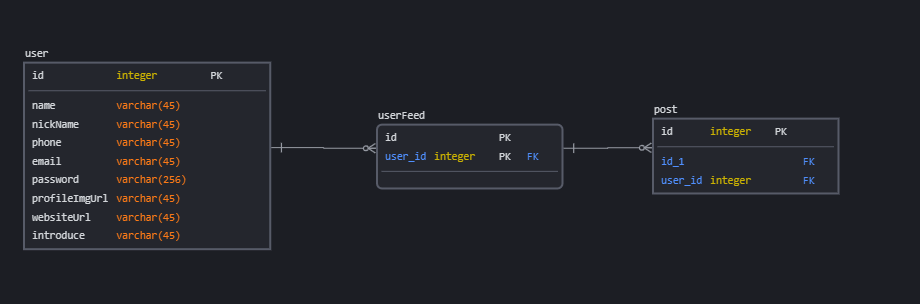 user
id integer PK
name varchar(45)
nickName varchar(45)
phone varchar(45)
email varchar(45)
password varchar(256)
profileImgUrl varchar(45)
websiteUrl varchar(45)
introduce varchar(45)
userFeed
id PK
user_id integer PK FK
post
id integer PK
id_1 FK
user_id integer FK